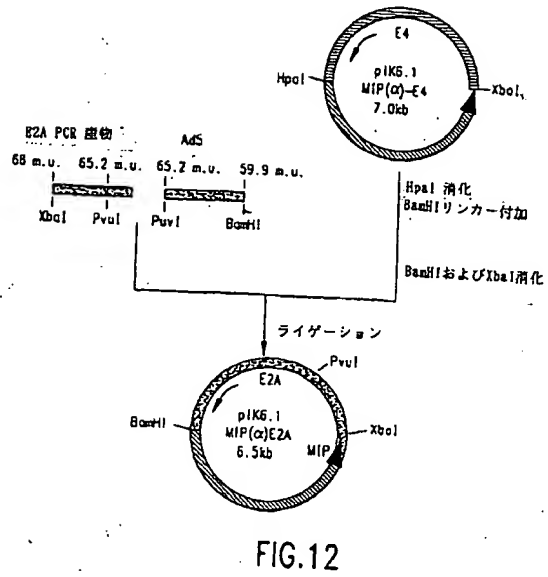 E4
HpaI
pIK6.1
MIP(α)-E4
7.0kb
XbaI
E2A PCR 産物
Ad5
68 m.u.
65.2 m.u.
65.2 m.u.
59.9 m.u.
XbaI
PvuI
PuvI
BamHI
HpaI 消化
BamHIリンカー付加
BamHIおよびXbaI消化
ライゲーション
PvuI
E2A
BamHI
pIK6.1
MIP(α)E2A
6.5kb
MIP
XbaI
FIG.12